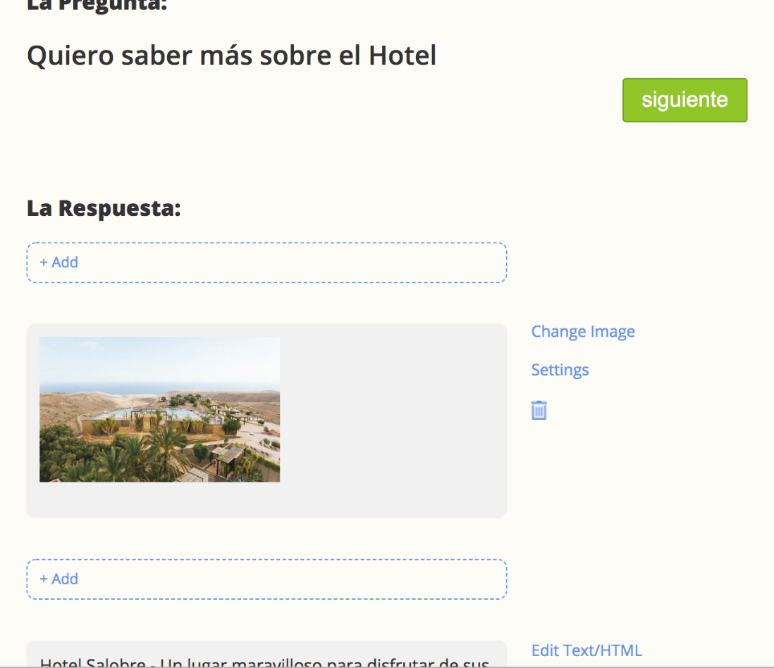 La Pregunta:
Quiero saber más sobre el Hotel
siguiente
La Respuesta:
+ Add
Change Image
Settings
+ Add
Edit Text/HTML
Hotel Salobre - Un lugar maravilloso para disfrutar de sus